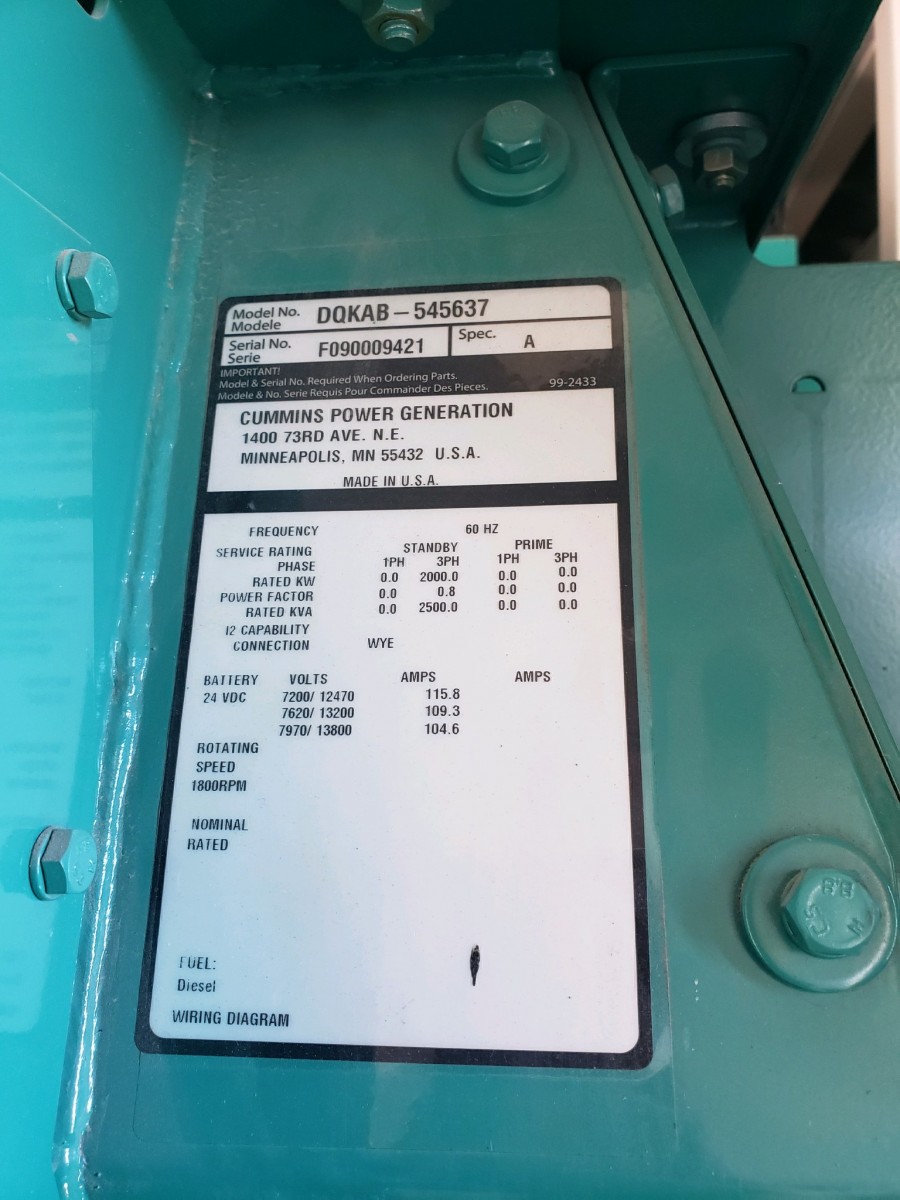 Model No. DQKAB – 545637
Modele
Serial No. F090009421 Spec. A
Serie
IMPORTANT!
Model & Serial No. Required When Ordering Parts.
Modele & No. Serie Requis Pour Commander Des Pieces. 99-2433
CUMMINS POWER GENERATION
1400 73RD AVE. N.E.
MINNEAPOLIS, MN 55432 U.S.A.
MADE IN U.S.A.
FREQUENCY 60 HZ
SERVICE RATING STANDBY PRIME
PHASE 1PH 3PH 1PH 3PH
RATED KW 0.0 2000.0 0.0 0.0
POWER FACTOR 0.0 0.8 0.0 0.0
RATED KVA 0.0 2500.0 0.0 0.0
I2 CAPABILITY
CONNECTION WYE
BATTERY VOLTS AMPS AMPS
24 VDC 7200/ 12470 115.8
7620/ 13200 109.3
7970/ 13800 104.6
ROTATING
SPEED
1800RPM
NOMINAL
RATED
FUEL:
Diesel
WIRING DIAGRAM